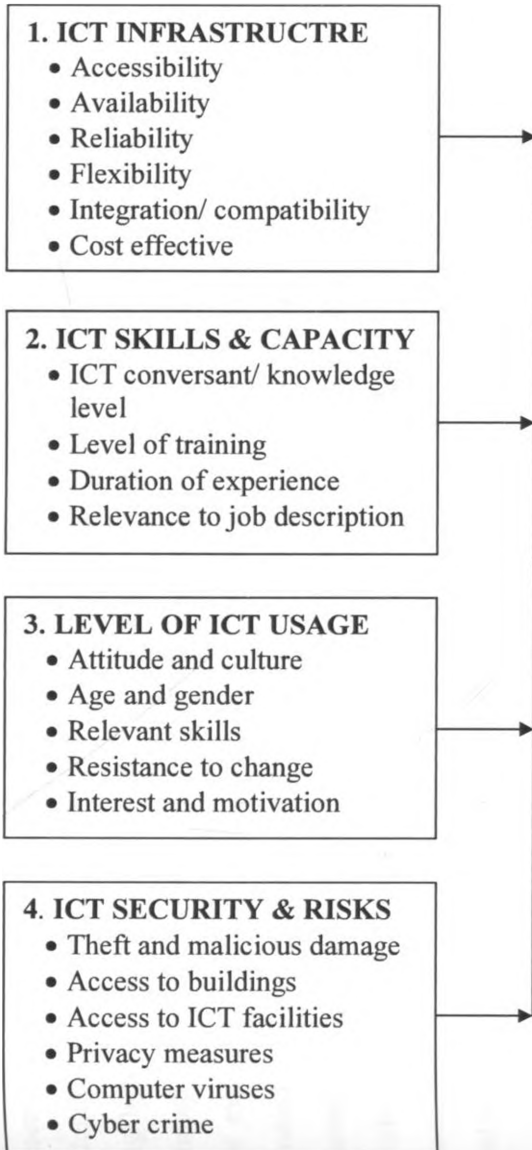 1. ICT INFRASTRUCTRE
• Accessibility
• Availability
• Reliability
• Flexibility
• Integration/ compatibility
• Cost effective
2. ICT SKILLS & CAPACITY
• ICT conversant/ knowledge
level
• Level of training
• Duration of experience
• Relevance to job description
3. LEVEL OF ICT USAGE
• Attitude and culture
• Age and gender
• Relevant skills
• Resistance to change
• Interest and motivation
4. ICT SECURITY & RISKS
• Theft and malicious damage
• Access to buildings
• Access to ICT facilities
• Privacy measures
• Computer viruses
• Cyber crime